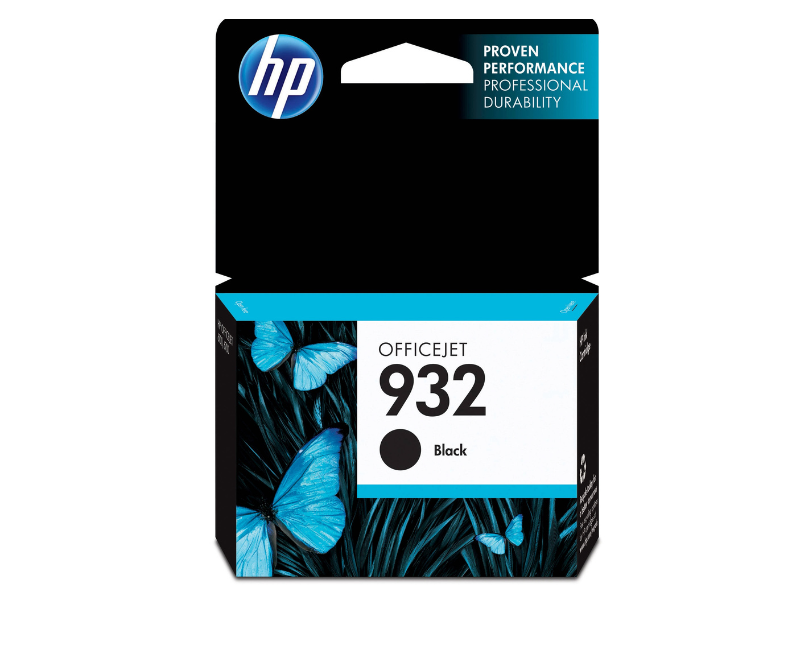 hp
PROVEN
PERFORMANCE
PROFESSIONAL
DURABILITY
OFFICEJET
932
Black